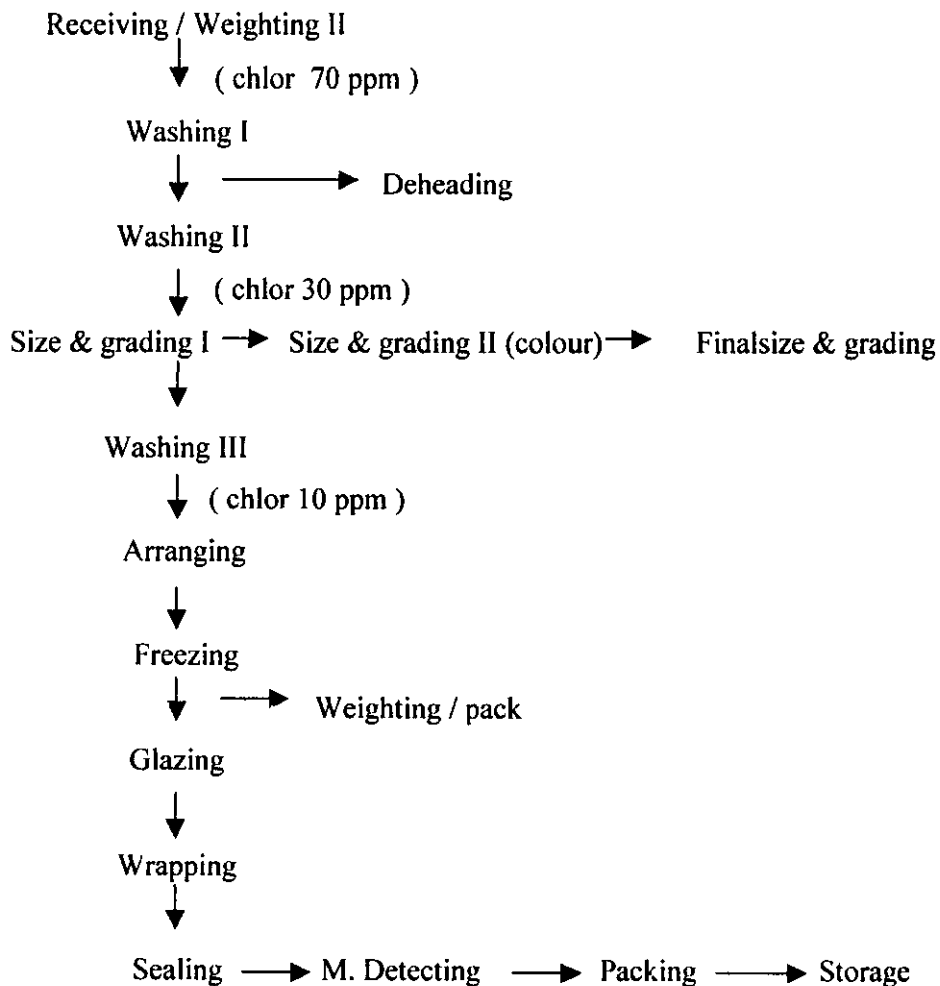 Receiving / Weighting II
( chlor 70 ppm )
Washing I
Deheading
Washing II
( chlor 30 ppm )
Size & grading I Size & grading II (colour) Finalsize & grading
Washing III
( chlor 10 ppm )
Arranging
Freezing
Weighting / pack
Glazing
Wrapping
Sealing M. Detecting Packing Storage